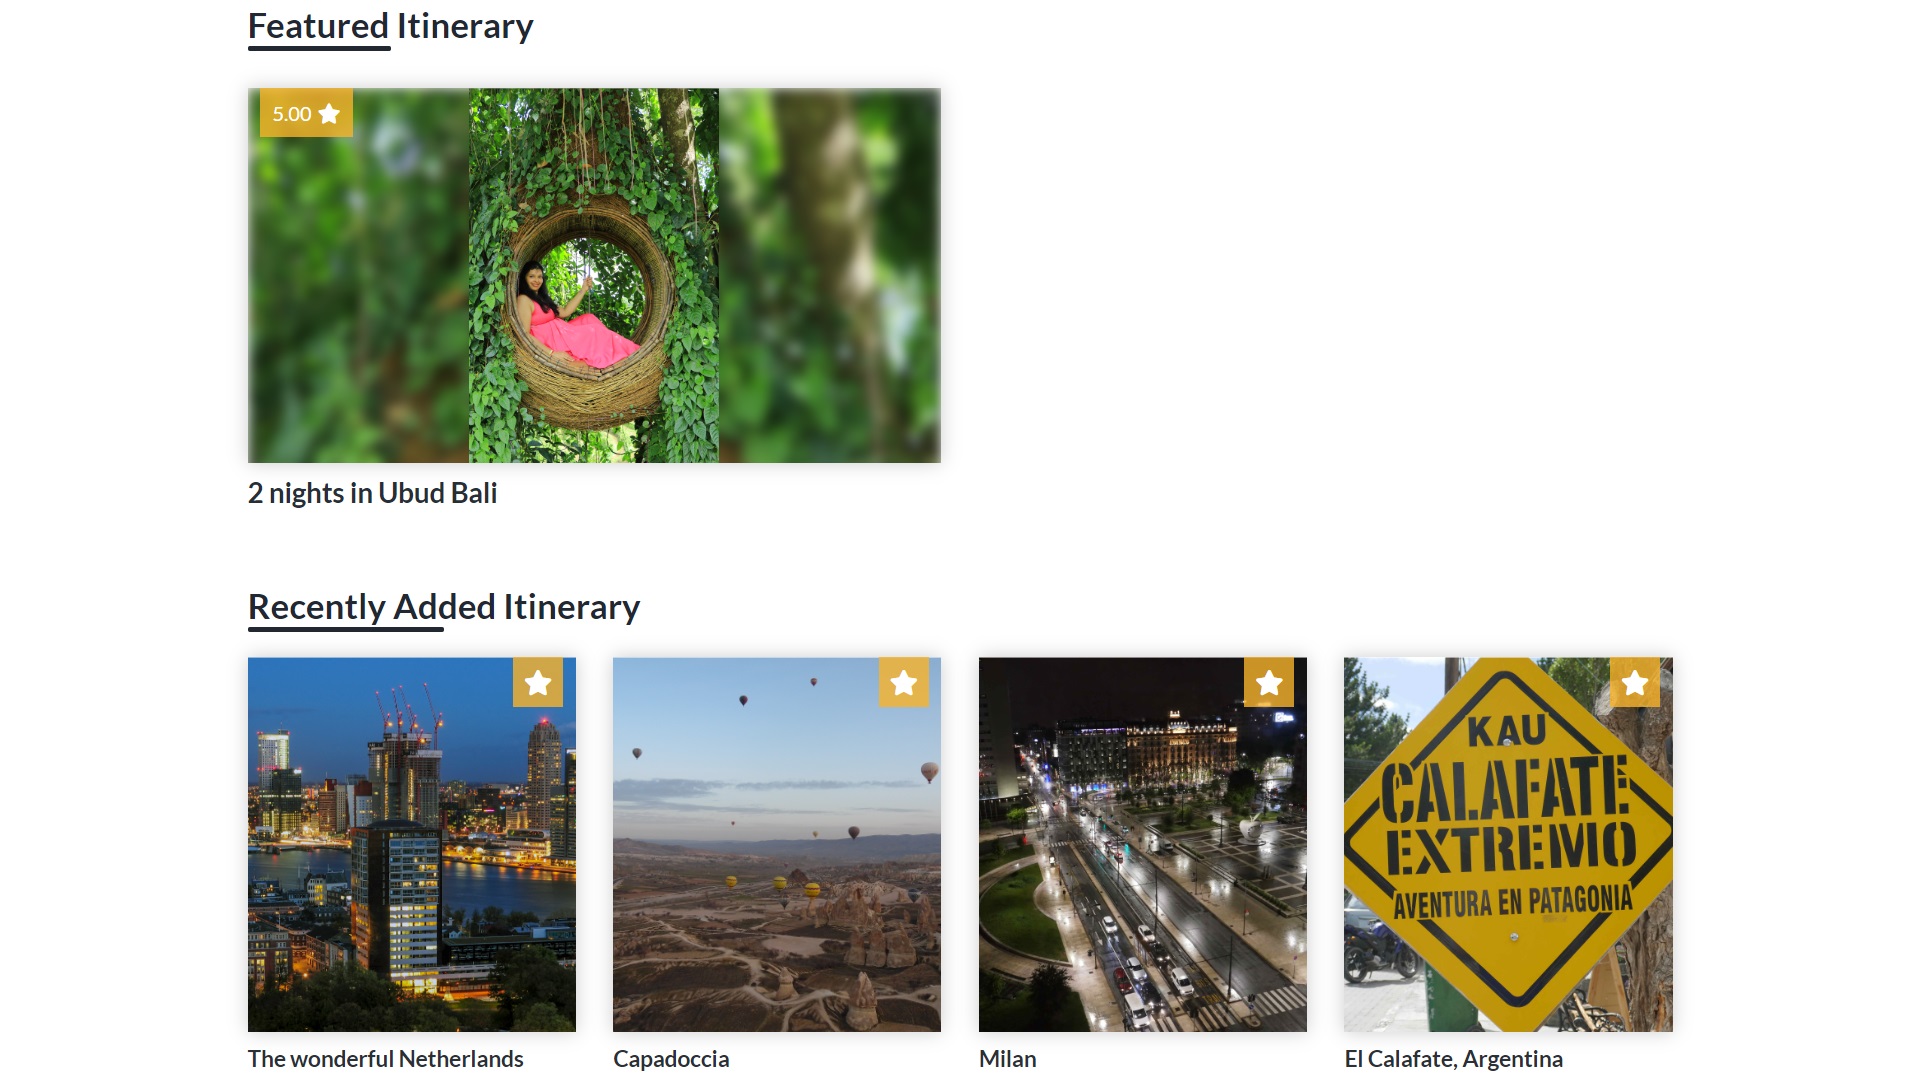 Featured Itinerary
5.00
2 nights in Ubud Bali
Recently Added Itinerary
KAU
CALAFATE
EXTREMO
AVENTURA EN PATAGONIA
The wonderful Netherlands
Capadoccia
Milan
El Calafate, Argentina